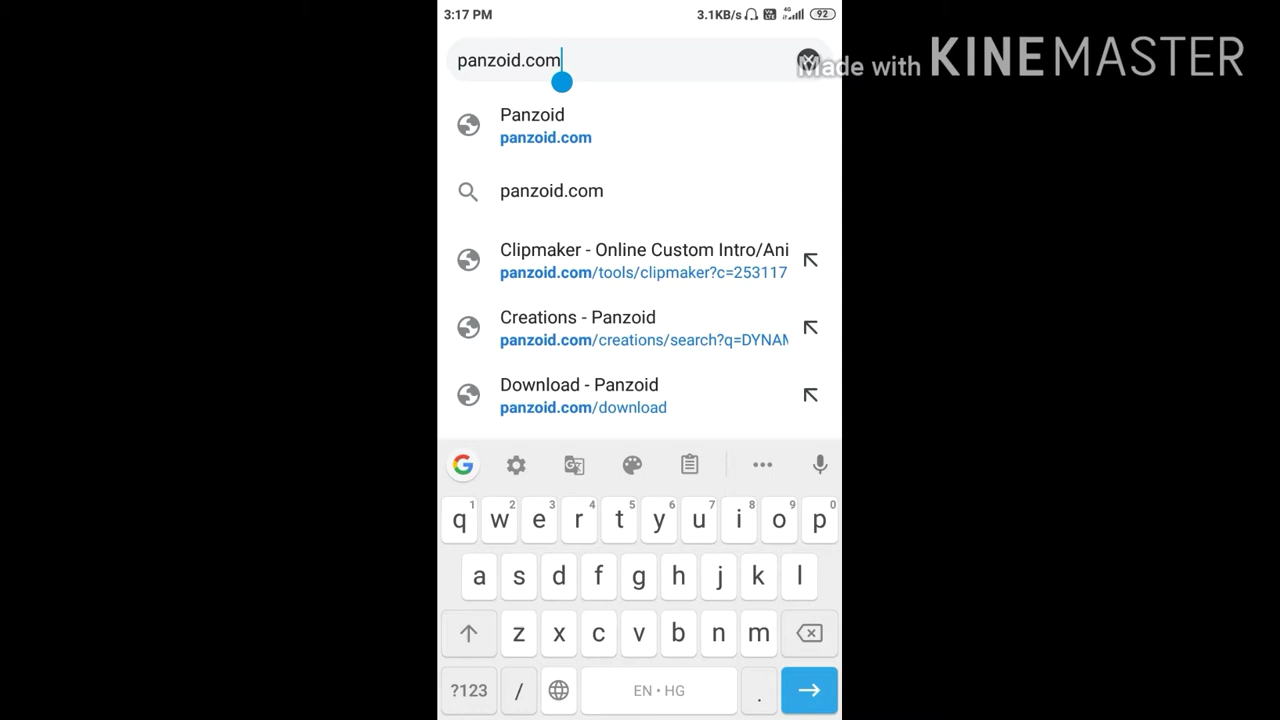 3:17 PM 3.1KB/s 4G 92
panzoid.com
Made with KINEMASTER
Panzoid
panzoid.com
panzoid.com
Clipmaker - Online Custom Intro/Ani
panzoid.com/tools/clipmaker?c=253117
Creations - Panzoid
panzoid.com/creations/search?q=DYNAM
Download - Panzoid
panzoid.com/download
G
1 2 3 4 5 6 7 8 9 0
q w e r t y u i o p
a s d f g h j k l
z x c v b n m
?123 / EN • HG .